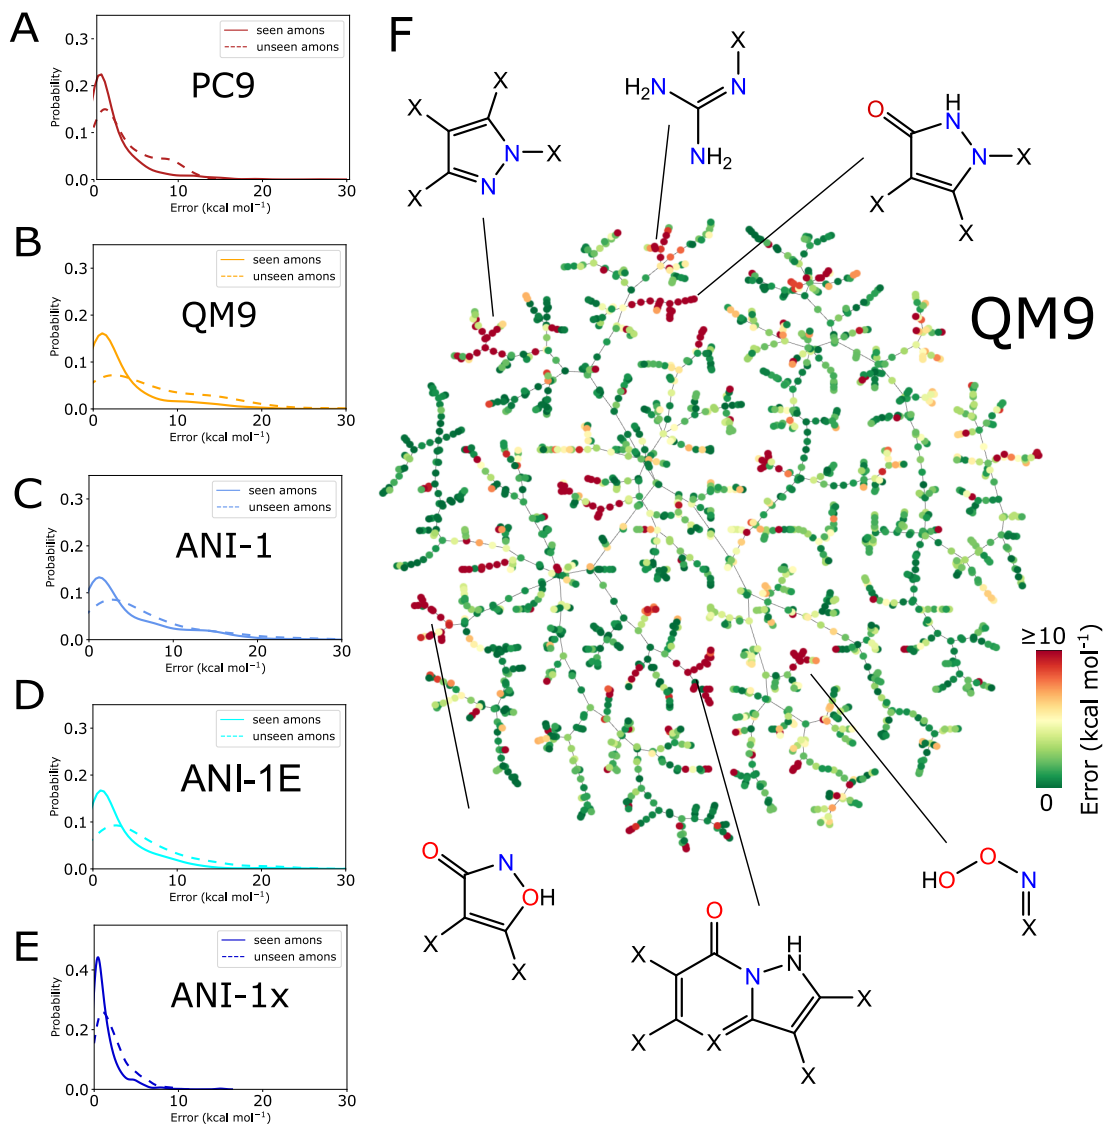 A
0.3
0.2
0.1
0.0
Probability
seen amons
unseen amons
PC9
0
10
20
30
Error (kcal mol⁻¹)
B
0.3
0.2
0.1
0.0
Probability
seen amons
unseen amons
QM9
0
10
20
30
Error (kcal mol⁻¹)
C
0.3
0.2
0.1
0.0
Probability
seen amons
unseen amons
ANI-1
0
10
20
30
Error (kcal mol⁻¹)
D
0.3
0.2
0.1
0.0
Probability
seen amons
unseen amons
ANI-1E
0
10
20
30
Error (kcal mol⁻¹)
E
0.4
0.2
0.0
Probability
seen amons
unseen amons
ANI-1x
0
10
20
30
Error (kcal mol⁻¹)
F
X
X
X
N
X
N
X
H₂N
N
NH₂
O
H
N
N
X
X
X
QM9
≥10
0
Error (kcal mol⁻¹)
O
N
OH
X
X
O
H
X
N
N
X
X
X
X
O
HO
N
X